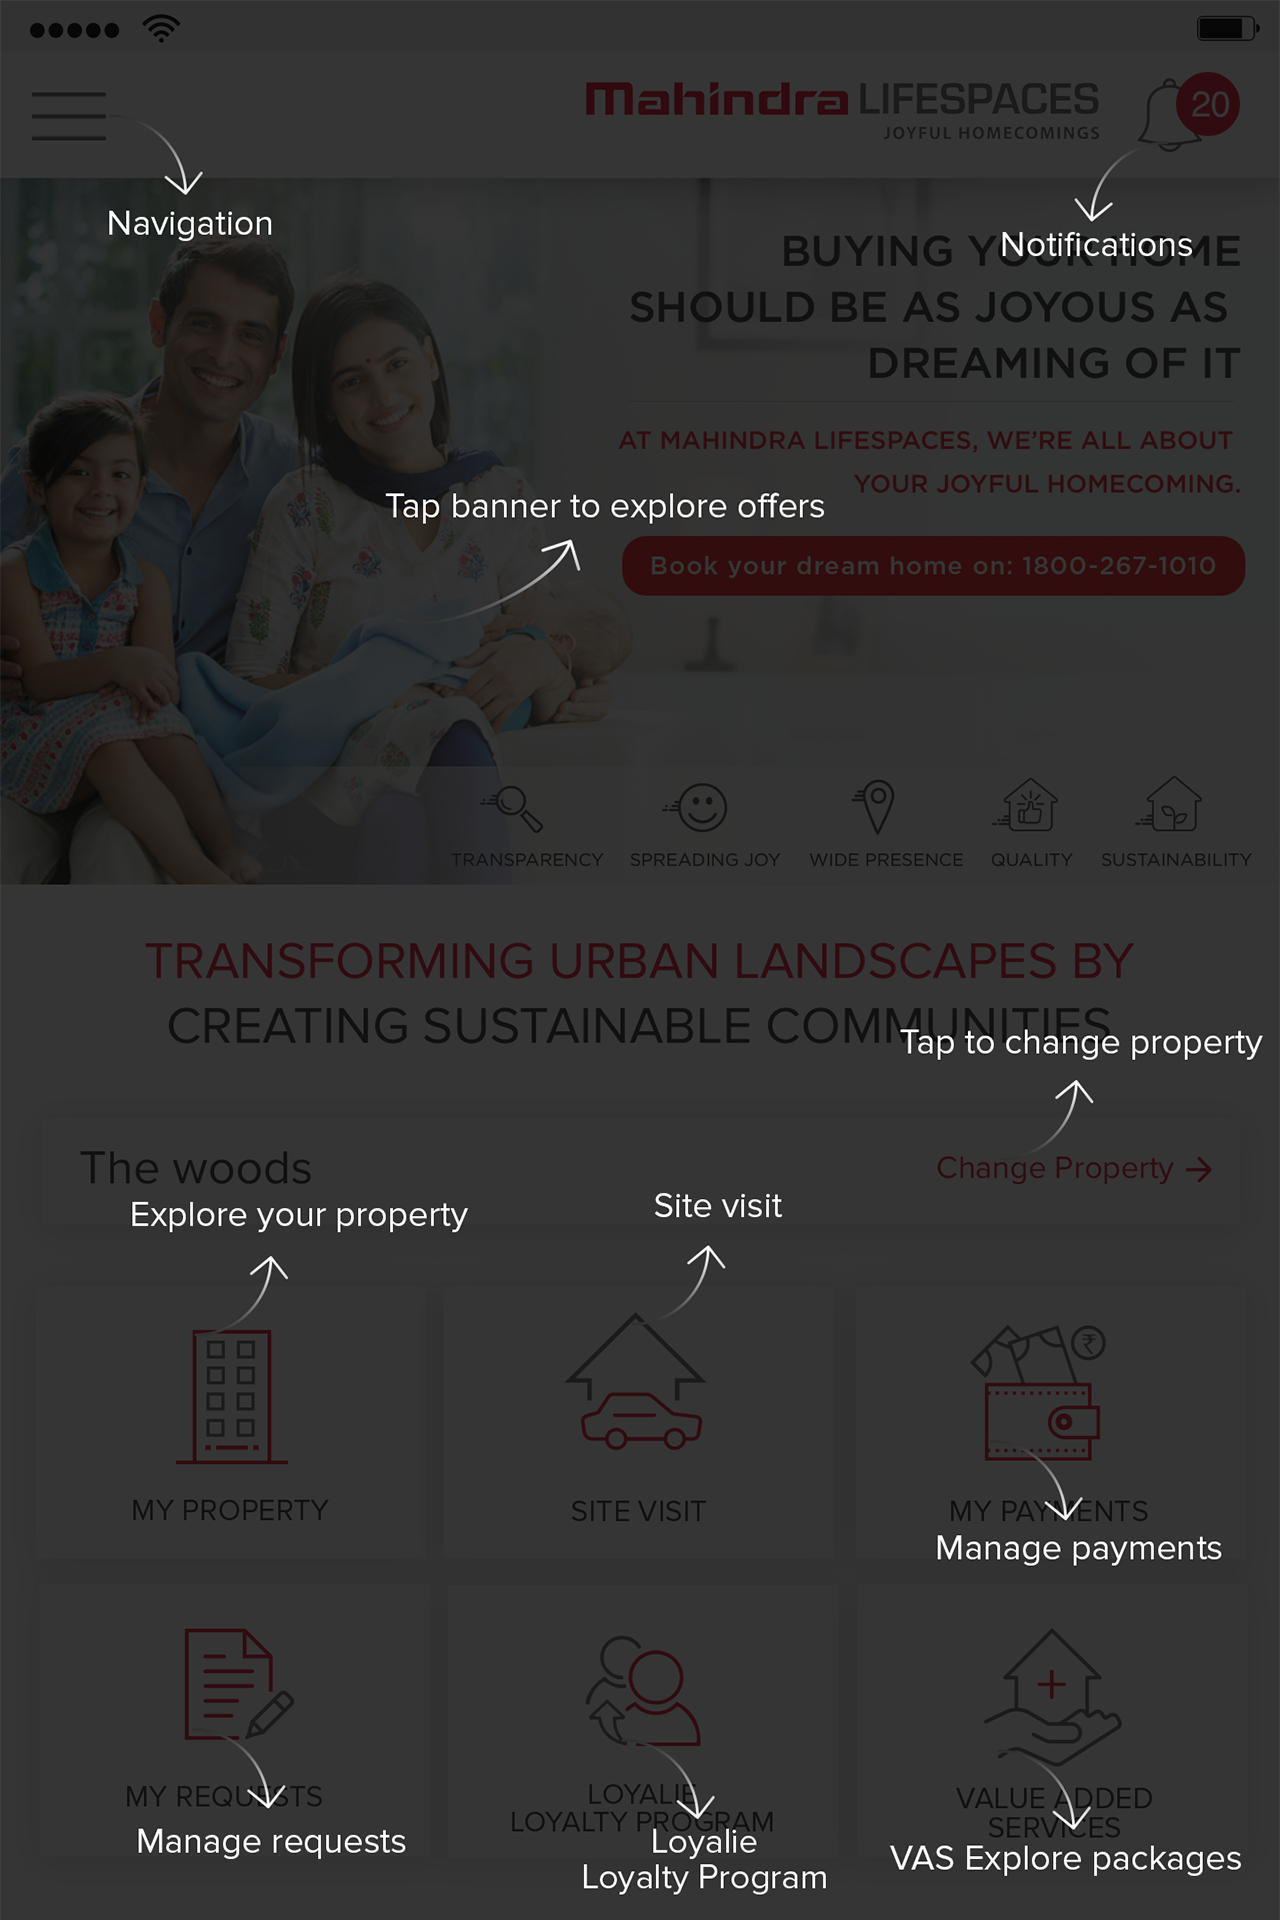 Mahindra LIFESPACES
JOYFUL HOMECOMINGS
20
Navigation
Notifications
BUYING YOUR HOME
SHOULD BE AS JOYOUS AS
DREAMING OF IT
AT MAHINDRA LIFESPACES, WE'RE ALL ABOUT
YOUR JOYFUL HOMECOMING.
Tap banner to explore offers
Book your dream home on: 1800-267-1010
TRANSPARENCY SPREADING JOY WIDE PRESENCE QUALITY SUSTAINABILITY
TRANSFORMING URBAN LANDSCAPES BY
CREATING SUSTAINABLE COMMUNITIES
Tap to change property
The woods
Change Property →
Explore your property
Site visit
₹
MY PROPERTY
SITE VISIT
MY PAYMENTS
Manage payments
MY REQUESTS
LOYALIE
LOYALTY PROGRAM
VALUE ADDED
SERVICES
Manage requests
Loyalie
Loyalty Program
VAS Explore packages